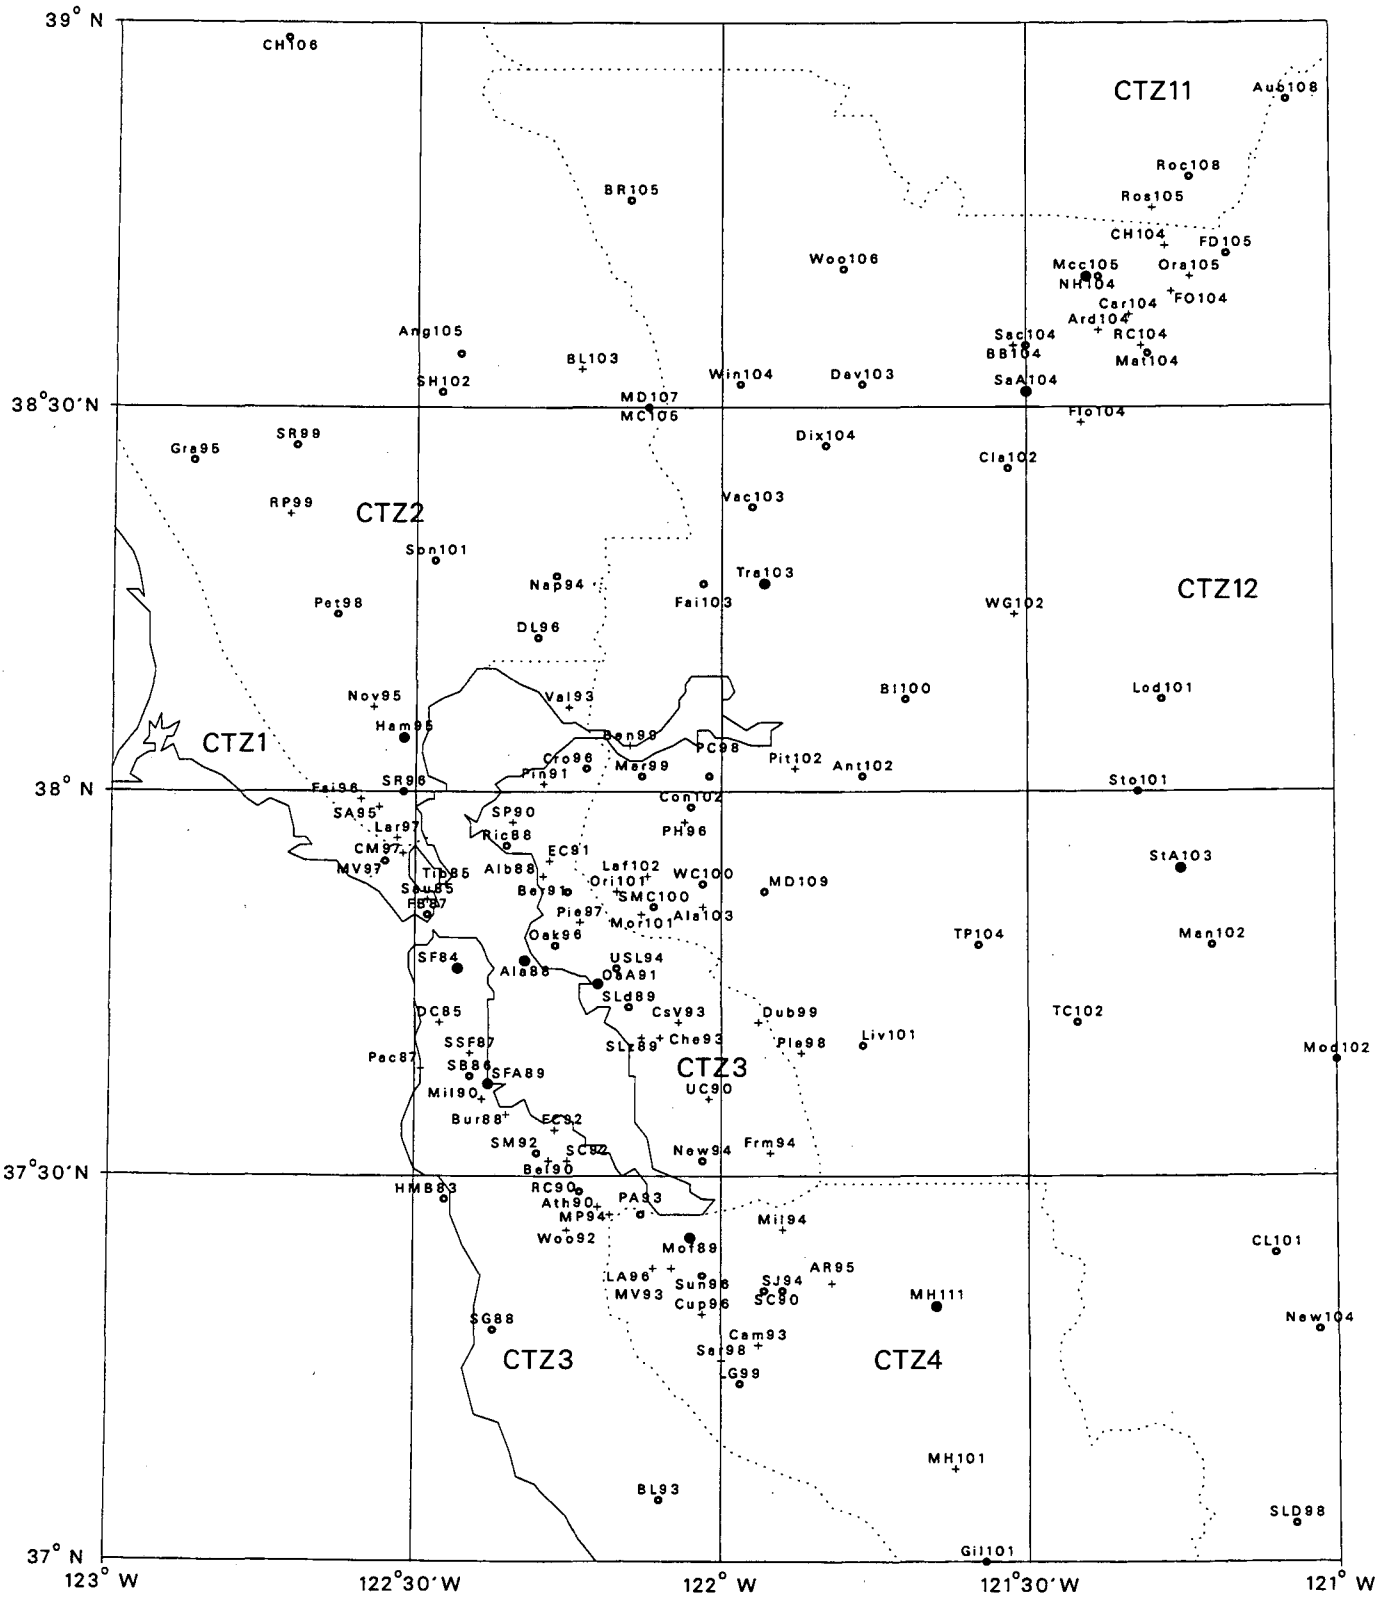 39° N
CH106
CTZ11
Aub108
Roc108
BR105
Ros105
CH104
FD105
Woo106
Mcc105
Ora105
NH104
FO104
Car104
Ard104
Ang105
Sac104
RC104
BB104
Mat104
BL103
SH102
Win104
Dav103
SaA104
MD107
38°30'N
MC105
Flo104
SR99
Dix104
Gra95
Cla102
RP99
CTZ2
Vac103
Son101
Tra103
Nap94
CTZ12
Pet98
Fai103
WG102
DL96
Nov95
Val93
BI100
Lod101
Ham95
CTZ1
Ben99
PC98
Cro96
Mar99
Pit102
Ant102
Pin91
38° N
Fai96
SR96
Sto101
SA95
SP90
Con102
Lar97
Ric88
PH96
CM97
EC91
StA103
MV97
Tib85
Alb88
Laf102
WC100
Sau85
Ber91
Ori101
SMC100
MD109
FB87
Pie97
Mor101
Ala103
Oak96
TP104
Man102
SF84
Ala88
USL94
OaA91
SLd89
DC85
CsV93
Dub99
TC102
SSF87
SLz89
Che93
Ple98
Liv101
Pac87
SB86
SFA89
CTZ3
Mod102
Mil90
UC90
Bur88
FC92
SM92
SC92
New94
Frm94
Bel90
37°30'N
HMB83
RC90
Ath90
PA93
MP94
Mil94
Woo92
Mof89
CL101
LA96
Sun96
SJ94
AR95
MV93
SC90
MH111
Cup96
SG88
Cam93
New104
CTZ3
Sar98
CTZ4
LG99
MH101
BL93
SLD98
37° N
Gil101
123° W
122°30'W
122° W
121°30'W
121° W